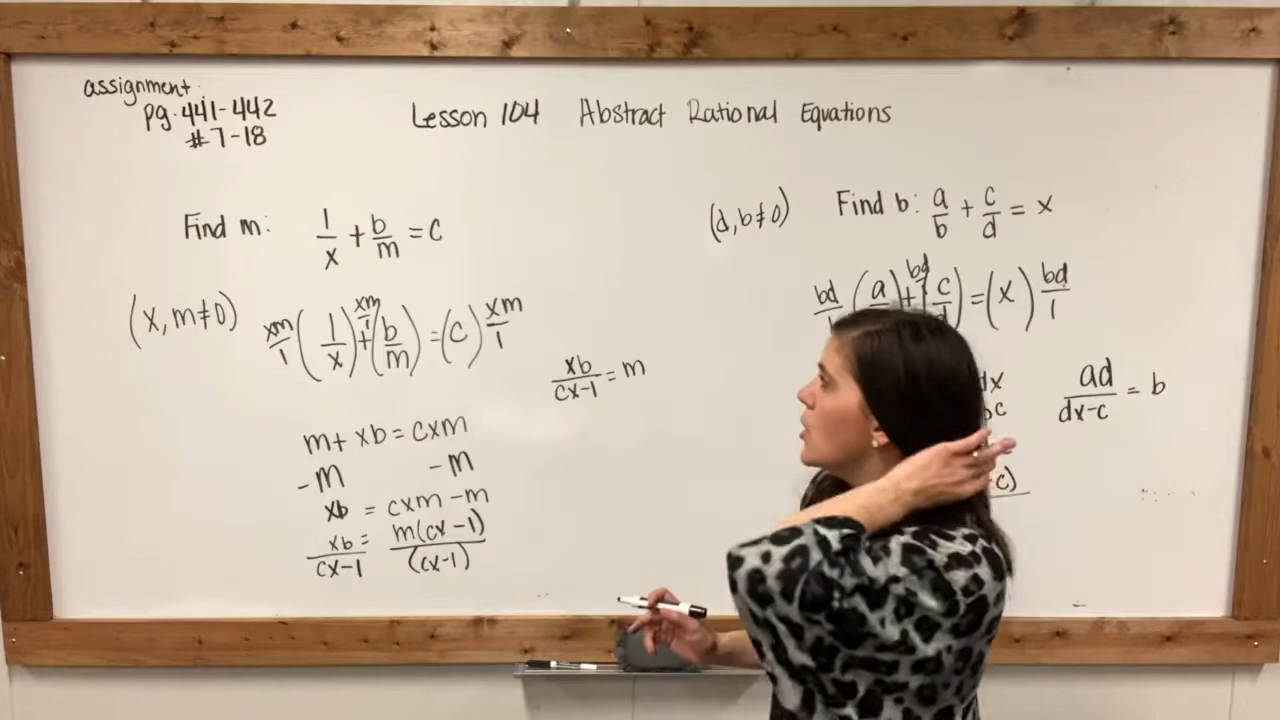 assignment
pg. 441-442
#7-18
Lesson 104 Abstract Rational Equations
Find m: 1/x + b/m = c
(x, m≠0)
xm/1 (1/x) + xm/1 (b/m) = (c) xm/1
m + xb = cxm
-m -m
xb = cxm - m
xb/cx-1 = m(cx-1)/(cx-1)
xb/cx-1 = m
(d, b≠0)
Find b: a/b + c/d = x
bd (a + bd c = (x) bd/1
dx
bc
c)
ad/dx-c = b